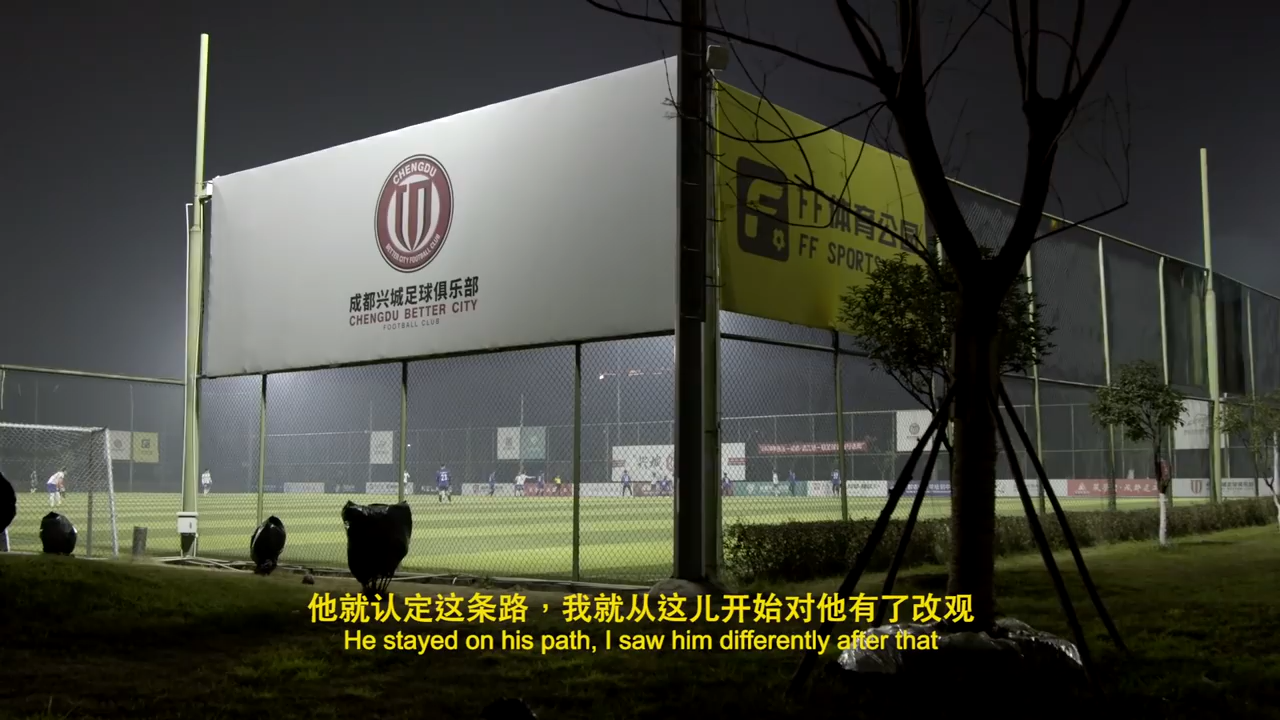 CHENGDU
BETTER CITY FOOTBALL CLUB
成都兴城足球俱乐部
CHENGDU BETTER CITY
FOOTBALL CLUB
FF体育公园
FF SPORTS
他就认定这条路，我就从这儿开始对他有了改观
He stayed on his path, I saw him differently after that